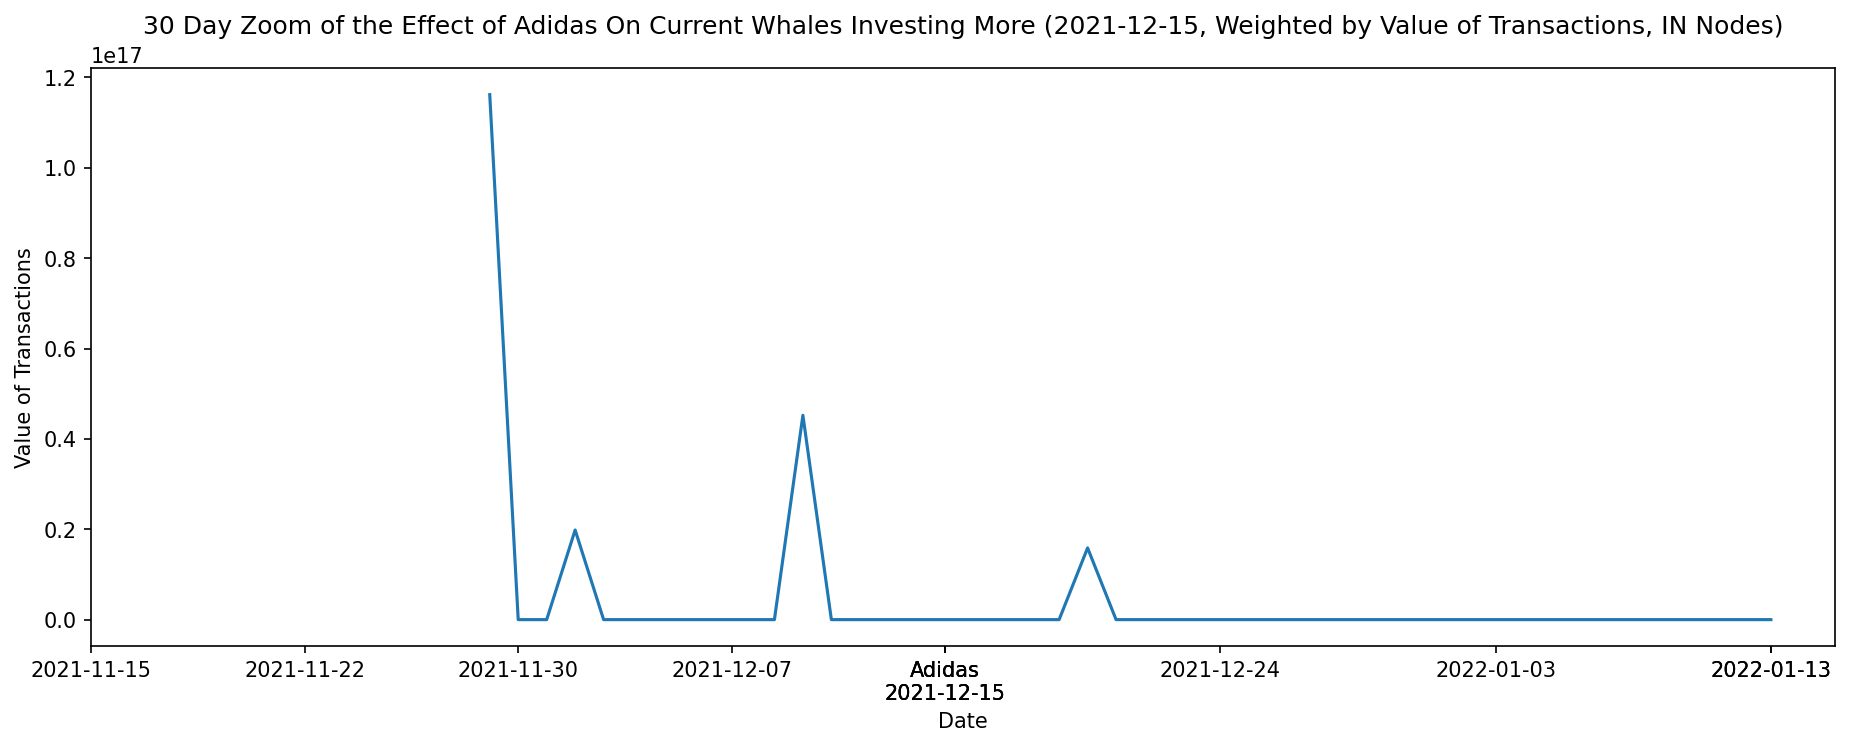 30 Day Zoom of the Effect of Adidas On Current Whales Investing More (2021-12-15, Weighted by Value of Transactions, IN Nodes)
1e17
1.2
1.0
0.8
0.6
0.4
0.2
0.0
Value of Transactions
2021-11-15 2021-11-22 2021-11-30 2021-12-07 Adidas 2021-12-24 2022-01-03 2022-01-13
2021-12-15
Date